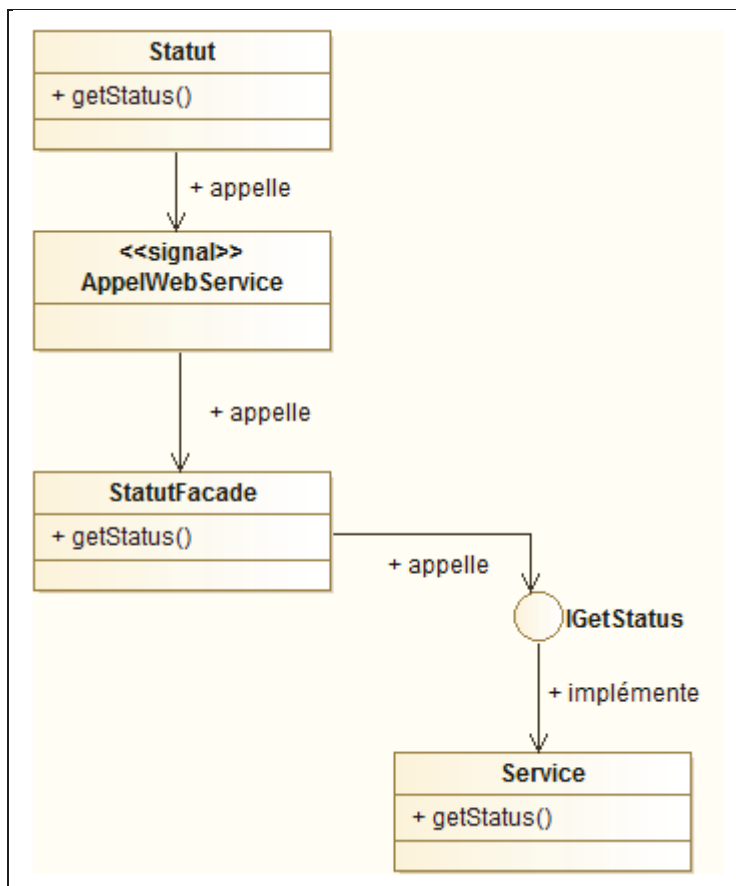 Statut
+ getStatus()
+ appelle
<<signal>>
AppelWebService
+ appelle
StatutFacade
+ getStatus()
+ appelle
IGetStatus
+ implémente
Service
+ getStatus()